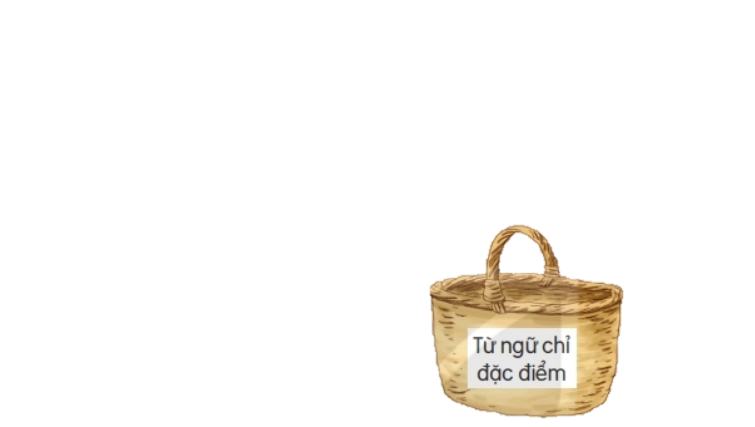 Từ ngữ chỉ
đặc điểm